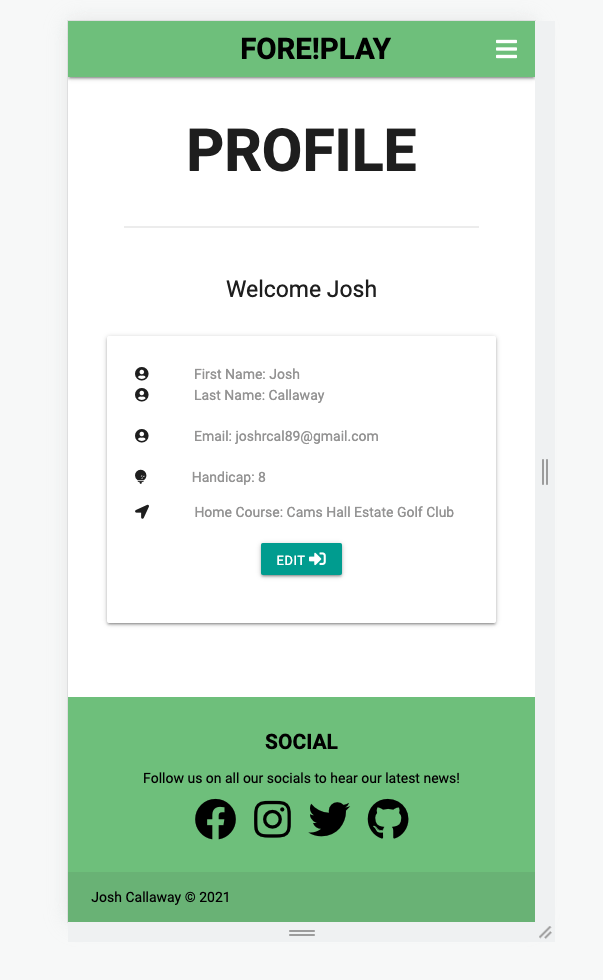 FORE!PLAY
PROFILE
Welcome Josh
First Name: Josh
Last Name: Callaway
Email: joshrcal89@gmail.com
Handicap: 8
Home Course: Cams Hall Estate Golf Club
EDIT
SOCIAL
Follow us on all our socials to hear our latest news!
Josh Callaway © 2021